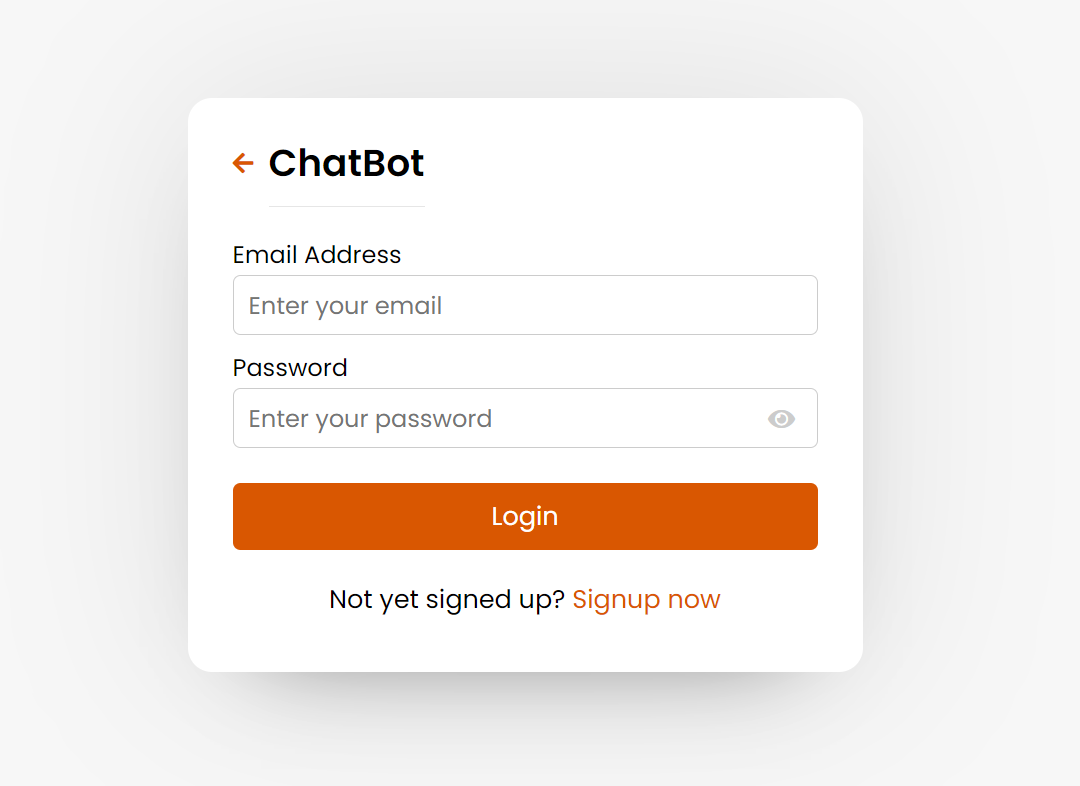 ChatBot
Email Address
Enter your email
Password
Enter your password
Login
Not yet signed up? Signup now